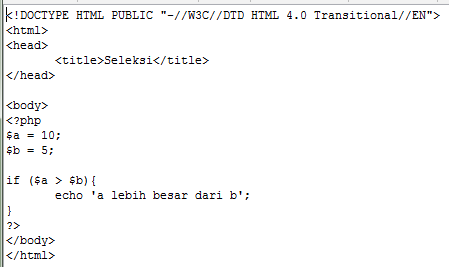 <!DOCTYPE HTML PUBLIC "-//W3C//DTD HTML 4.0 Transitional//EN">
<html>
<head>
	<title>Seleksi</title>
</head>

<body>
<?php
$a = 10;
$b = 5;

if ($a > $b){
	echo 'a lebih besar dari b';
}
?>
</body>
</html>